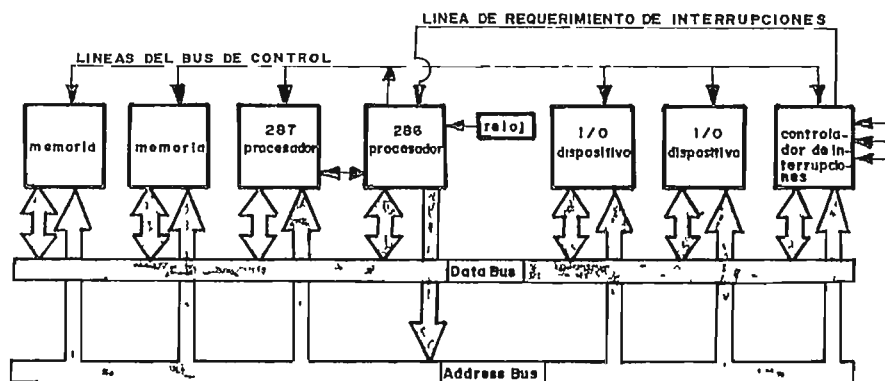 LINEA DE REQUERIMIENTO DE INTERRUPCIONES
LINEAS DEL BUS DE CONTROL
memoria
memoria
287
procesador
286
procesador
reloj
I/O
dispositivo
I/O
dispositivo
controla-
dor de in-
terrupcio-
nes
Data Bus
Address Bus